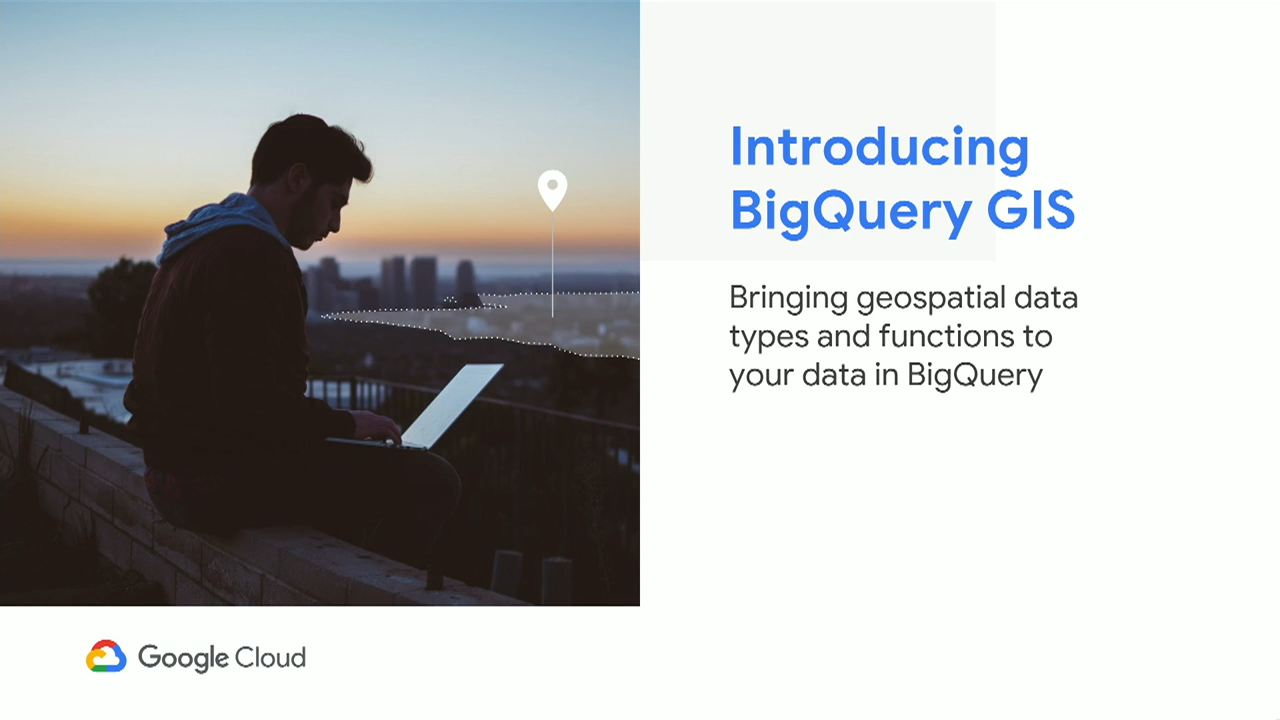 Introducing
BigQuery GIS
Bringing geospatial data
types and functions to
your data in BigQuery
Google Cloud